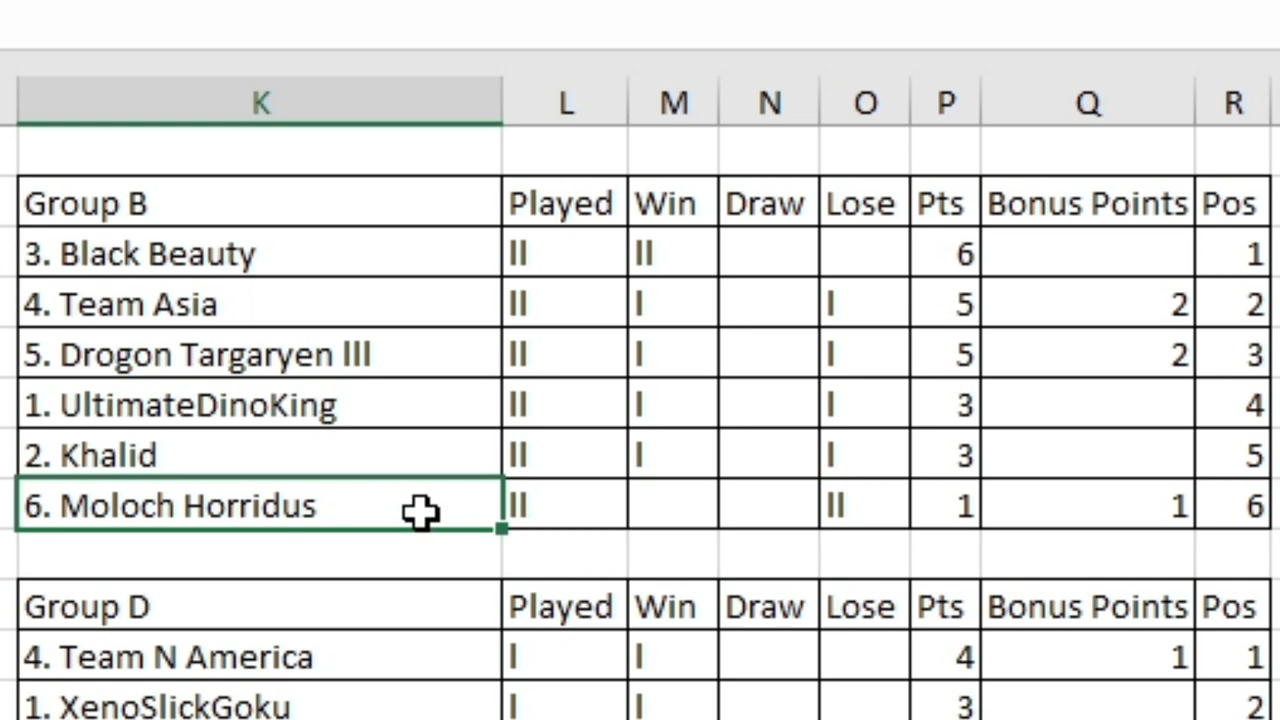 K L M N O P Q R
Group B Played Win Draw Lose Pts Bonus Points Pos
3. Black Beauty II II 6 1
4. Team Asia II I I 5 2 2
5. Drogon Targaryen III II I I 5 2 3
1. UltimateDinoKing II I I 3 4
2. Khalid II I I 3 5
6. Moloch Horridus II II 1 1 6
Group D Played Win Draw Lose Pts Bonus Points Pos
4. Team N America I I 4 1 1
1. XenoSlickGoku I I 3 2